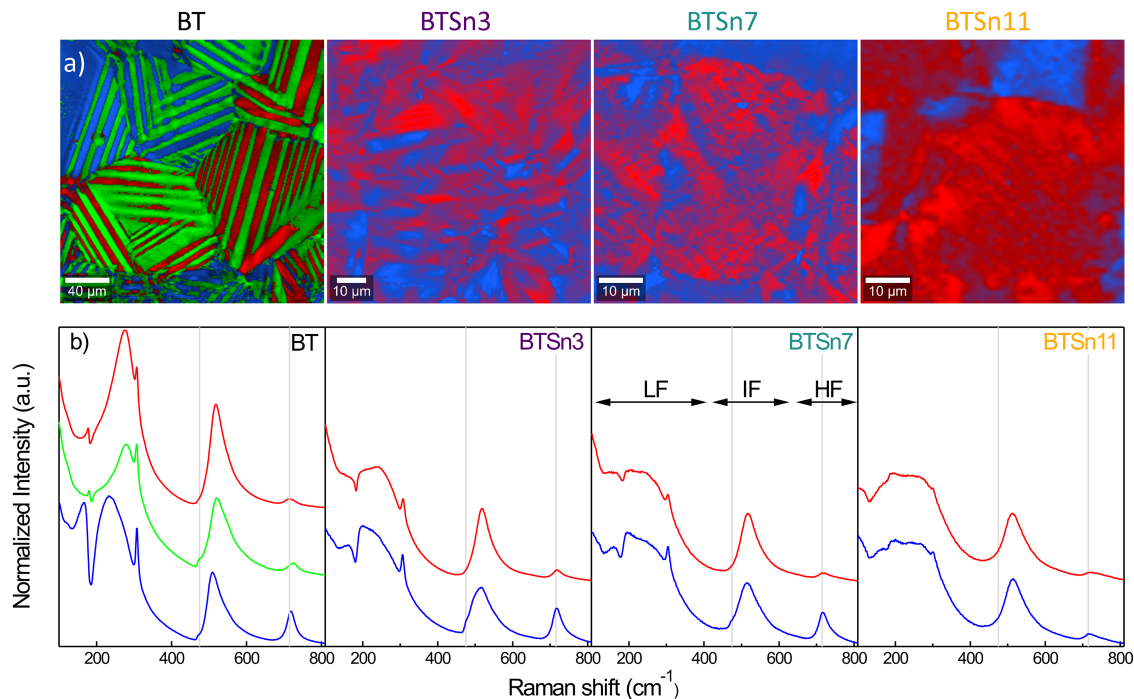 BT BTSn3 BTSn7 BTSn11
a)
40 µm 10 µm 10 µm 10 µm
b) BT BTSn3 BTSn7 BTSn11
LF IF HF
Normalized Intensity (a.u.)
200 400 600 800 200 400 600 800 200 400 600 800 200 400 600 800
Raman shift (cm-1)